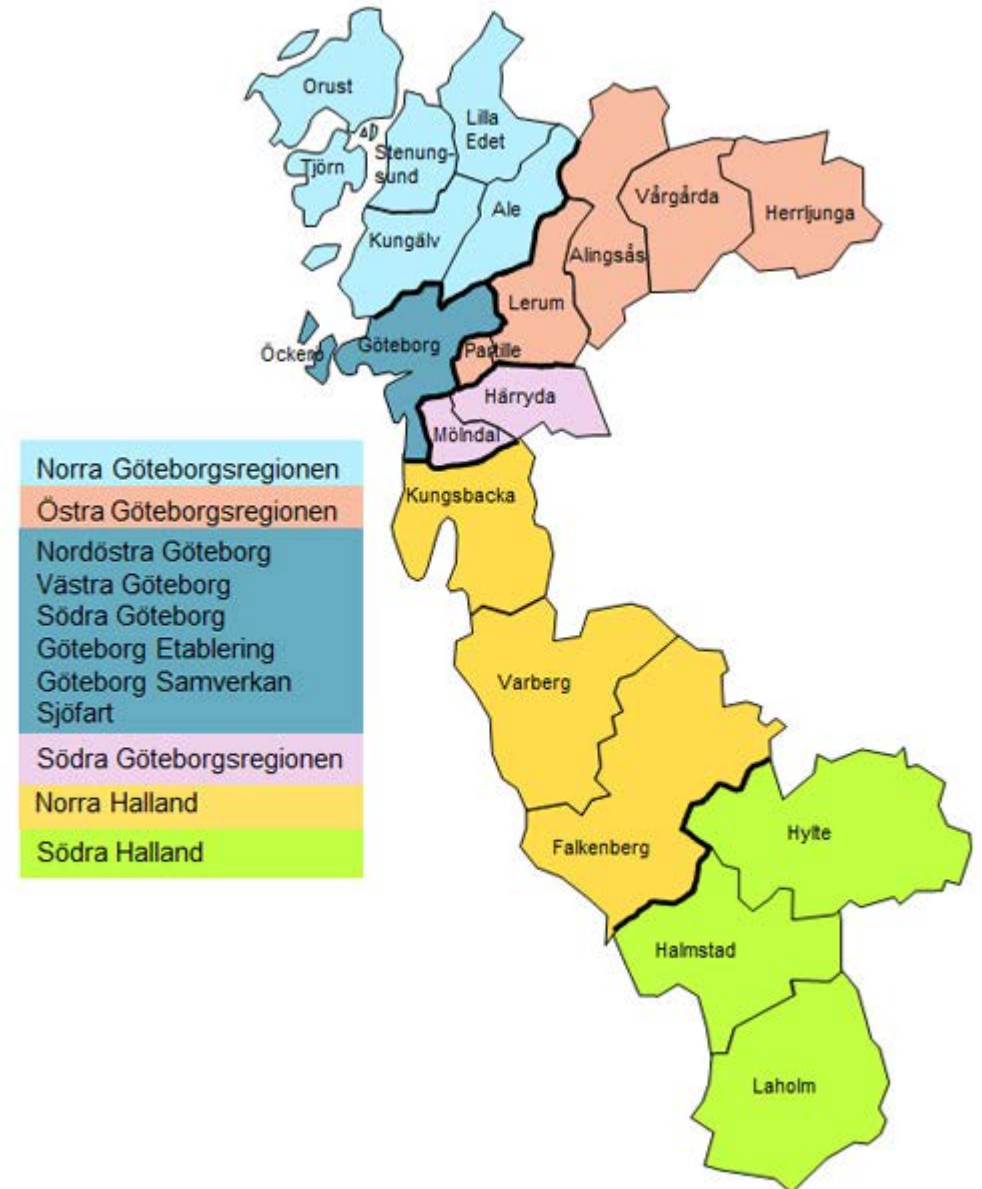 Orust
Lilla
Edet
Stenung-
sund
Tjörn
Ale
Kungälv
Vårgårda
Herrljunga
Alingsås
Lerum
Göteborg
Öckerö
Partille
Härryda
Mölndal
Kungsbacka
Varberg
Falkenberg
Hylte
Halmstad
Laholm
Norra Göteborgsregionen
Östra Göteborgsregionen
Nordöstra Göteborg
Västra Göteborg
Södra Göteborg
Göteborg Etablering
Göteborg Samverkan
Sjöfart
Södra Göteborgsregionen
Norra Halland
Södra Halland